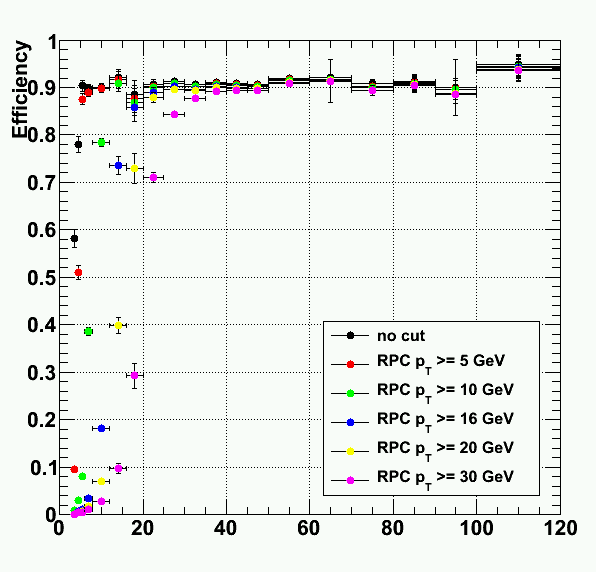 Efficiency
1
0.9
0.8
0.7
0.6
0.5
0.4
0.3
0.2
0.1
0
no cut
RPC p_T >= 5 GeV
RPC p_T >= 10 GeV
RPC p_T >= 16 GeV
RPC p_T >= 20 GeV
RPC p_T >= 30 GeV
0 20 40 60 80 100 120